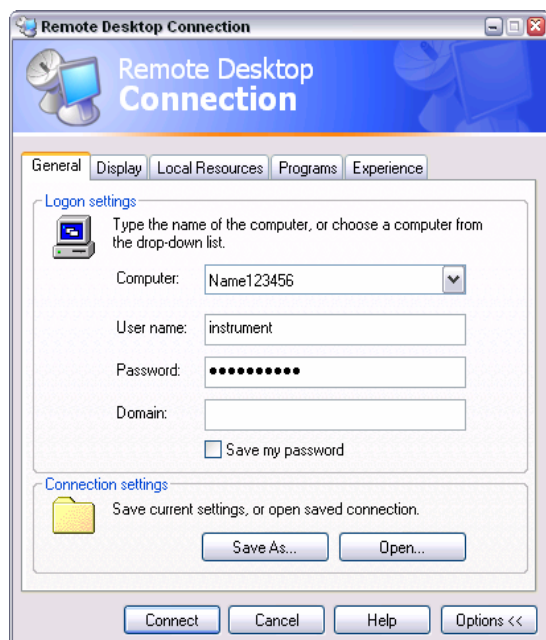 Remote Desktop Connection
Remote Desktop
Connection
General Display Local Resources Programs Experience
Logon settings
Type the name of the computer, or choose a computer from
the drop-down list.
Computer: Name123456
User name: instrument
Password: ●●●●●●●●●●
Domain:
Save my password
Connection settings
Save current settings, or open saved connection.
Save As... Open...
Connect Cancel Help Options <<